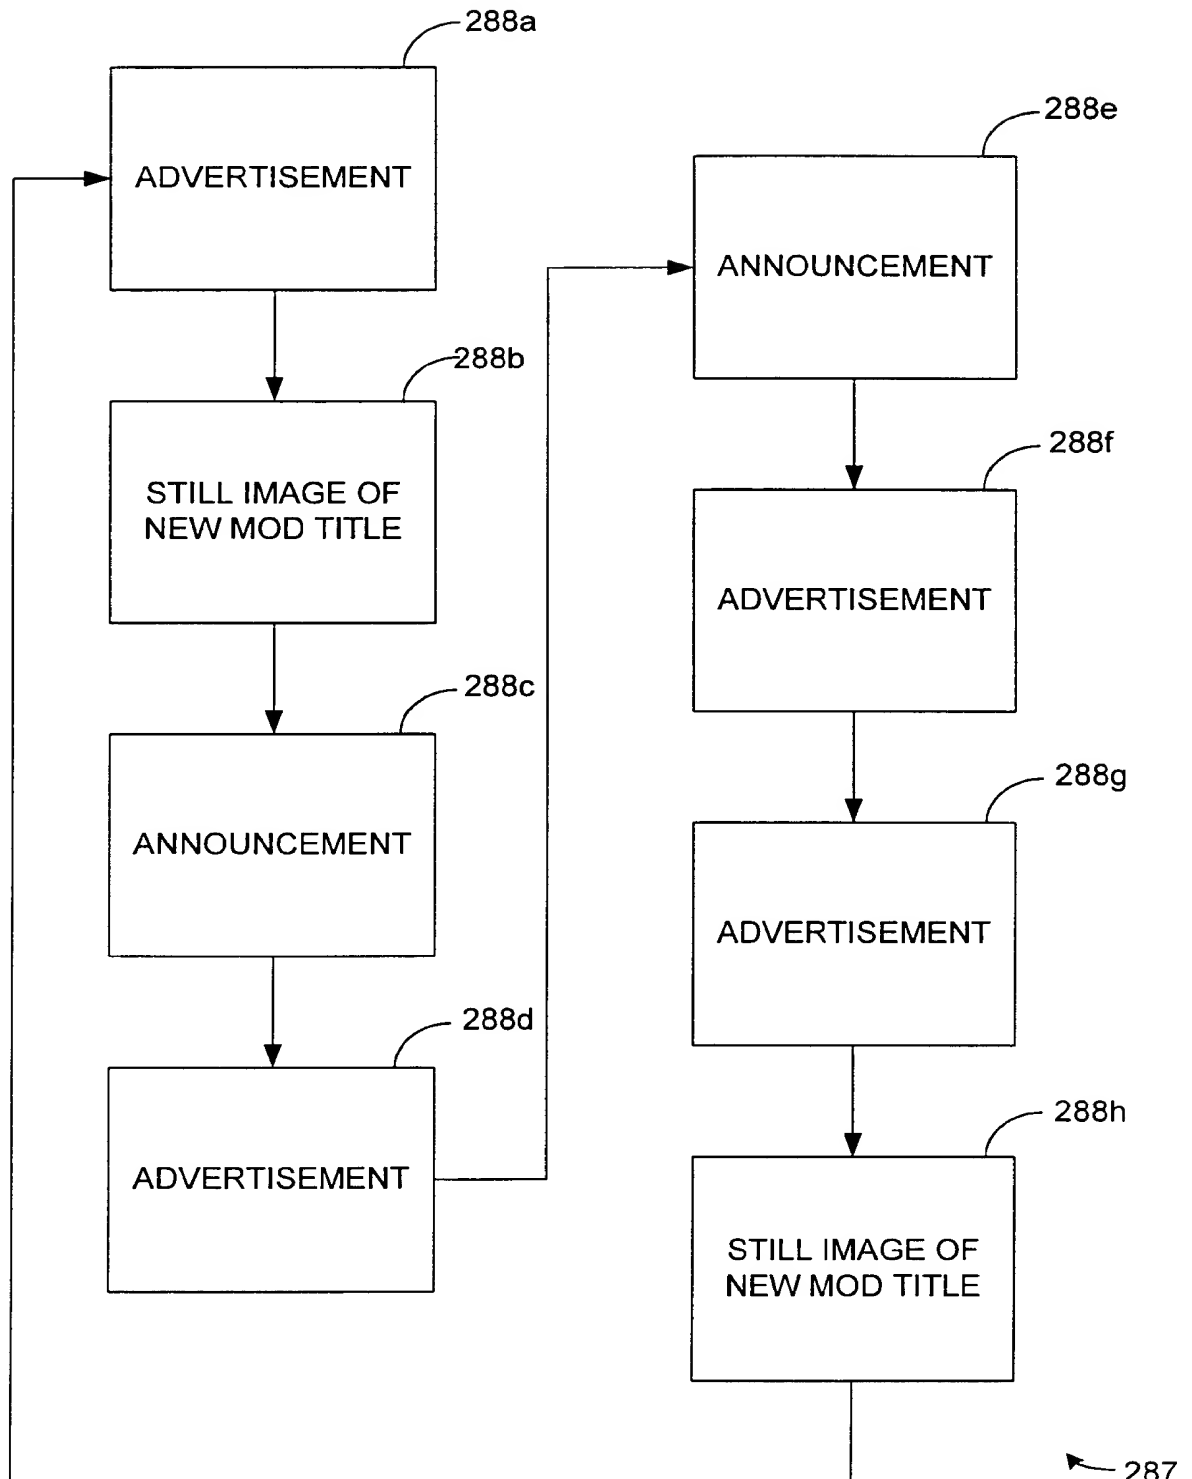 288a
ADVERTISEMENT
288b
STILL IMAGE OF
NEW MOD TITLE
288c
ANNOUNCEMENT
288d
ADVERTISEMENT
288e
ANNOUNCEMENT
288f
ADVERTISEMENT
288g
ADVERTISEMENT
288h
STILL IMAGE OF
NEW MOD TITLE
287